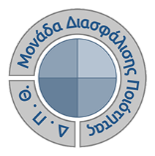 Μονάδα Διασφάλισης Ποιότητας
Δ . Π . Θ .